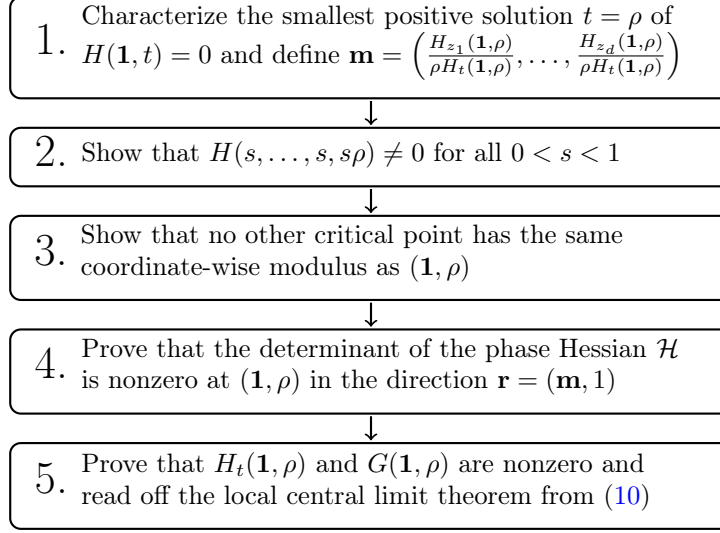 1. Characterize the smallest positive solution t = ρ of
H(𝟏, t) = 0 and define 𝐦 = ( H_{z_1}(𝟏,ρ) / ρH_t(𝟏,ρ) , … , H_{z_d}(𝟏,ρ) / ρH_t(𝟏,ρ) )
2. Show that H(s, … , s, sρ) ≠ 0 for all 0 < s < 1
3. Show that no other critical point has the same
coordinate-wise modulus as (𝟏, ρ)
4. Prove that the determinant of the phase Hessian ℋ
is nonzero at (𝟏, ρ) in the direction 𝐫 = (𝐦, 1)
5. Prove that H_t(𝟏, ρ) and G(𝟏, ρ) are nonzero and
read off the local central limit theorem from (10)